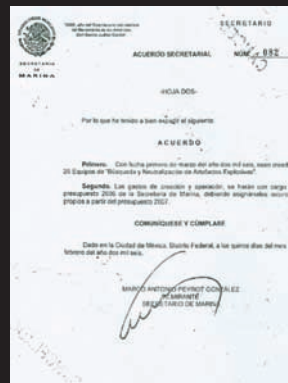 SECRETARIO
SECRETARIA
DE
MARINA
ACUERDO SECRETARIAL NÚM. 092
-HOJA DOS-
Por lo que he tenido a bien expedir el siguiente
ACUERDO
Primero. Con fecha primero de marzo del año dos mil seis, sean
25 Equipos de "Búsqueda y Neutralización de Artefactos Explosivos".
Segundo. Los gastos de creación y operación, se harán con cargo
presupuesto 2006 de la Secretaría de Marina, debiendo asignárseles
propios a partir del presupuesto 2007.
COMUNÍQUESE Y CÚMPLASE
Dado en la Ciudad de México, Distrito Federal, a los quince días del mes
febrero del año dos mil seis.
MARCO ANTONIO PEYROT GONZÁLEZ
ALMIRANTE
SECRETARIO DE MARINA